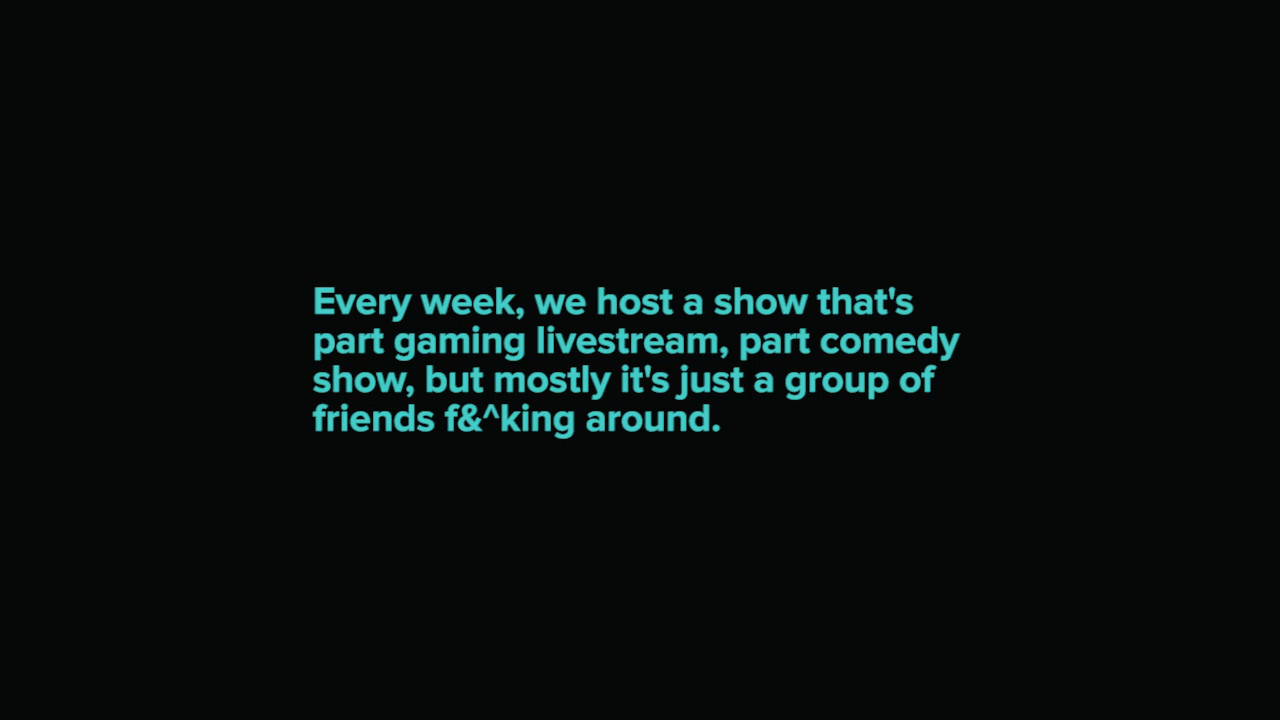 Every week, we host a show that's
part gaming livestream, part comedy
show, but mostly it's just a group of
friends f&^king around.